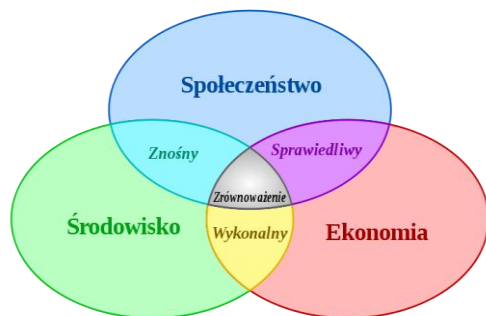 Społeczeństwo
Znośny
Sprawiedliwy
Zrównoważenie
Środowisko
Wykonalny
Ekonomia